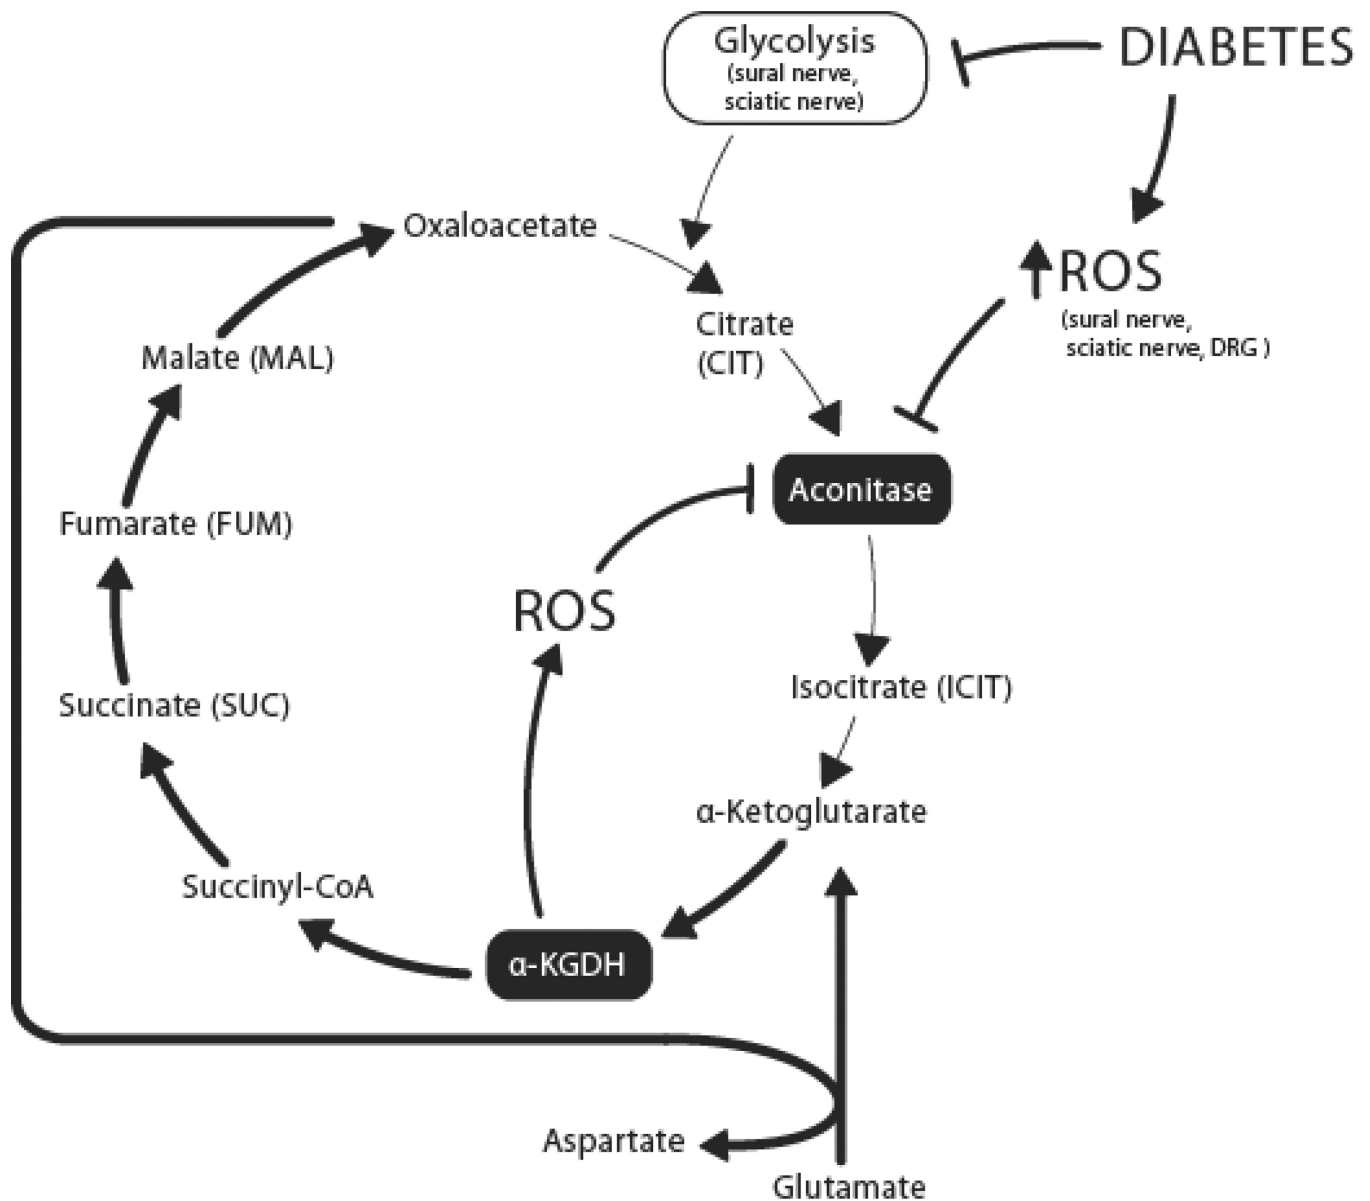 Glycolysis
(sural nerve,
sciatic nerve)
DIABETES
Oxaloacetate
ROS
(sural nerve,
sciatic nerve, DRG )
Citrate
(CIT)
Malate (MAL)
Aconitase
Fumarate (FUM)
ROS
Isocitrate (ICIT)
Succinate (SUC)
α-Ketoglutarate
Succinyl-CoA
α-KGDH
Aspartate
Glutamate